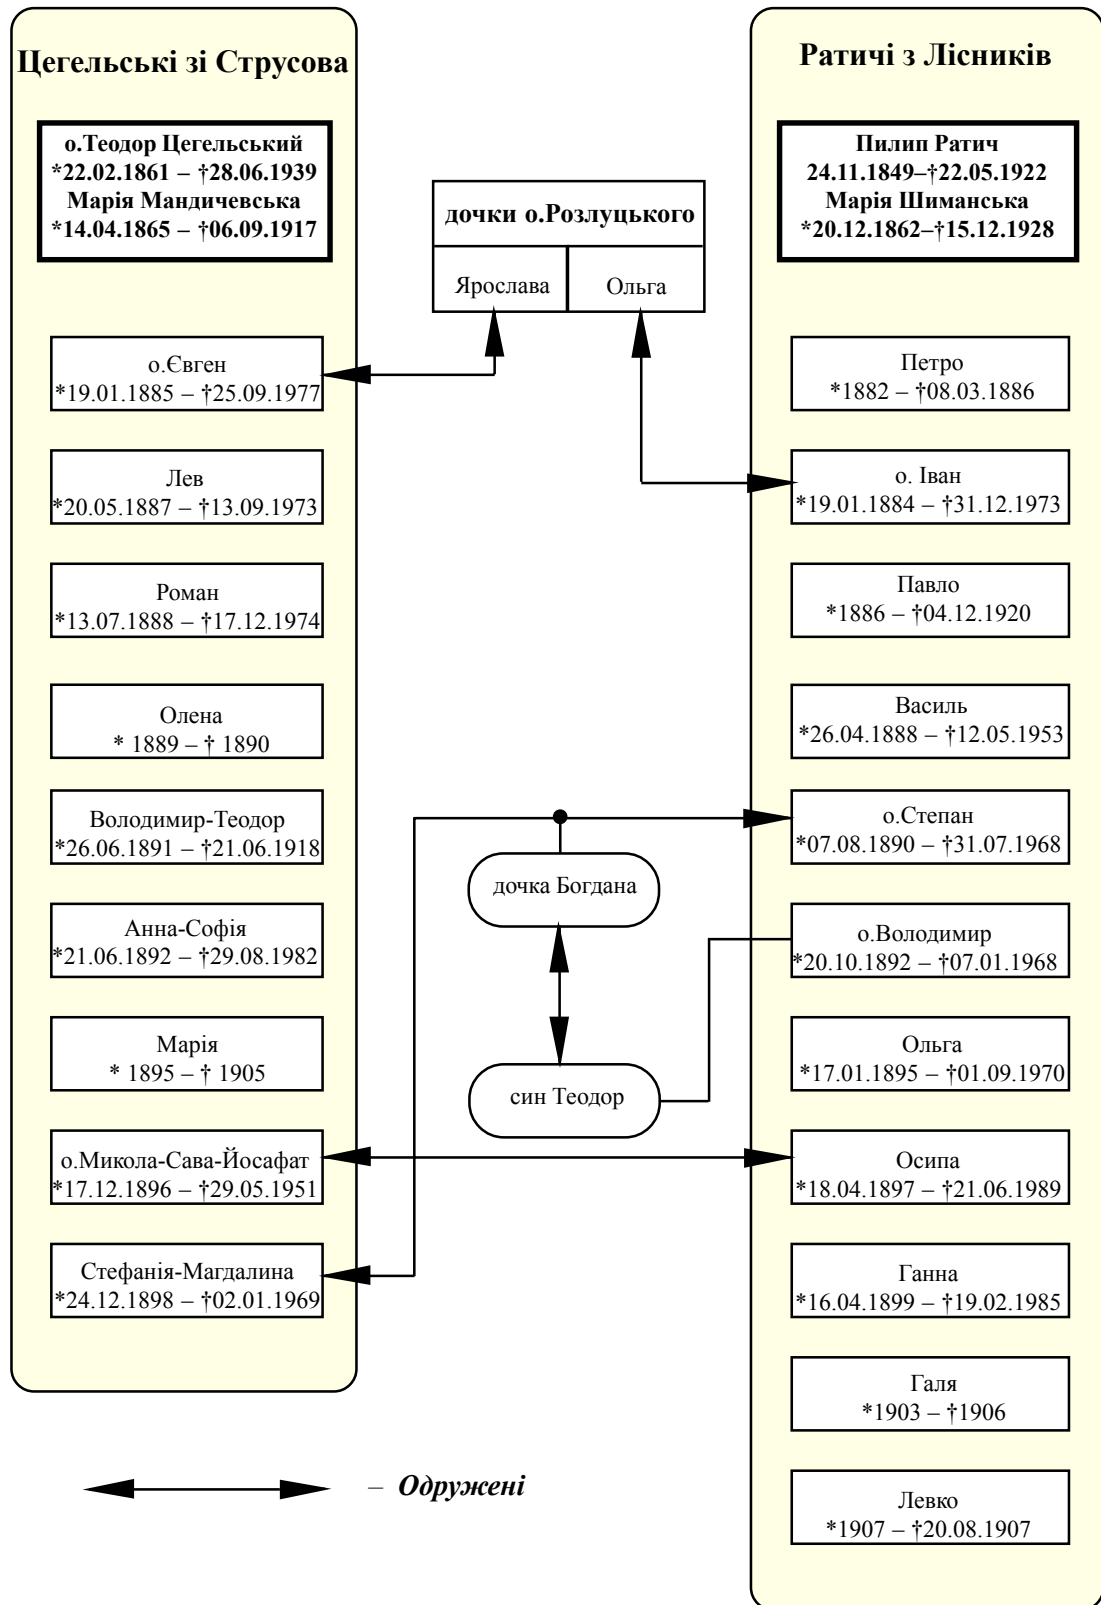 Цегельські зі Струсова
о.Теодор Цегельський
*22.02.1861 – †28.06.1939
Марія Мандичевська
*14.04.1865 – †06.09.1917
о.Євген
*19.01.1885 – †25.09.1977
Лев
*20.05.1887 – †13.09.1973
Роман
*13.07.1888 – †17.12.1974
Олена
* 1889 – † 1890
Володимир-Теодор
*26.06.1891 – †21.06.1918
Анна-Софія
*21.06.1892 – †29.08.1982
Марія
* 1895 – † 1905
о.Микола-Сава-Йосафат
*17.12.1896 – †29.05.1951
Стефанія-Магдалина
*24.12.1898 – †02.01.1969
дочки о.Розлуцького
Ярослава
Ольга
дочка Богдана
син Теодор
Ратичі з Лісників
Пилип Ратич
24.11.1849–†22.05.1922
Марія Шиманська
*20.12.1862–†15.12.1928
Петро
*1882 – †08.03.1886
о. Іван
*19.01.1884 – †31.12.1973
Павло
*1886 – †04.12.1920
Василь
*26.04.1888 – †12.05.1953
о.Степан
*07.08.1890 – †31.07.1968
о.Володимир
*20.10.1892 – †07.01.1968
Ольга
*17.01.1895 – †01.09.1970
Осипа
*18.04.1897 – †21.06.1989
Ганна
*16.04.1899 – †19.02.1985
Галя
*1903 – †1906
Левко
*1907 – †20.08.1907
– Одружені